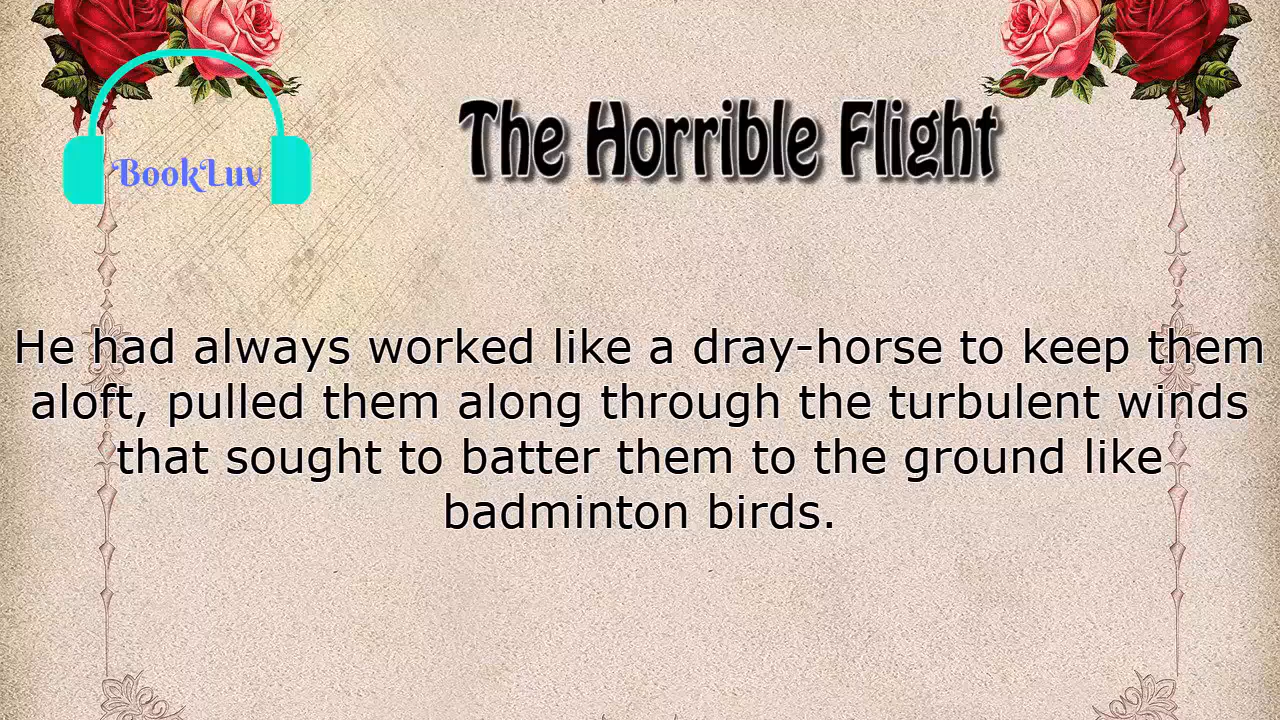 The Horrible Flight
BookLuv
He had always worked like a dray-horse to keep them
aloft, pulled them along through the turbulent winds
that sought to batter them to the ground like
badminton birds.